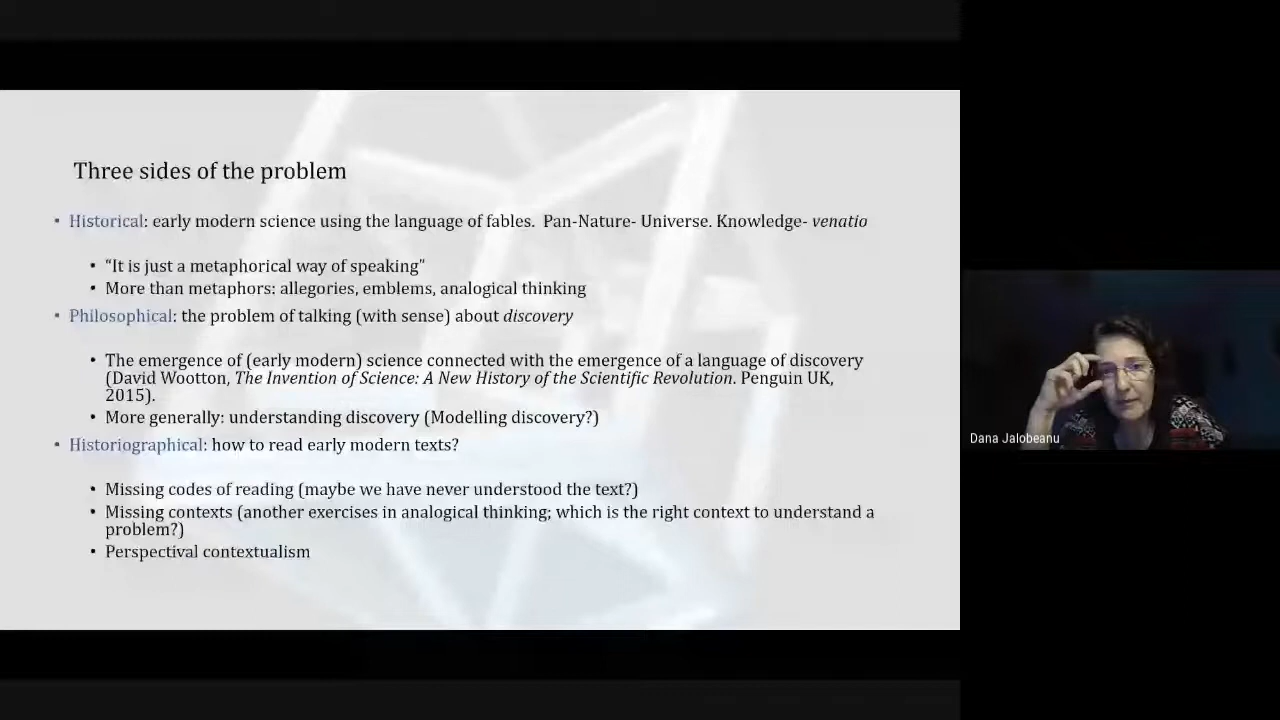 Three sides of the problem
▪ Historical: early modern science using the language of fables. Pan-Nature- Universe. Knowledge- venatio
• “It is just a metaphorical way of speaking”
• More than metaphors: allegories, emblems, analogical thinking
▪ Philosophical: the problem of talking (with sense) about discovery
• The emergence of (early modern) science connected with the emergence of a language of discovery
(David Wootton, The Invention of Science: A New History of the Scientific Revolution. Penguin UK,
2015).
• More generally: understanding discovery (Modelling discovery?)
▪ Historiographical: how to read early modern texts?
• Missing codes of reading (maybe we have never understood the text?)
• Missing contexts (another exercises in analogical thinking; which is the right context to understand a
problem?)
• Perspectival contextualism
Dana Jalobeanu